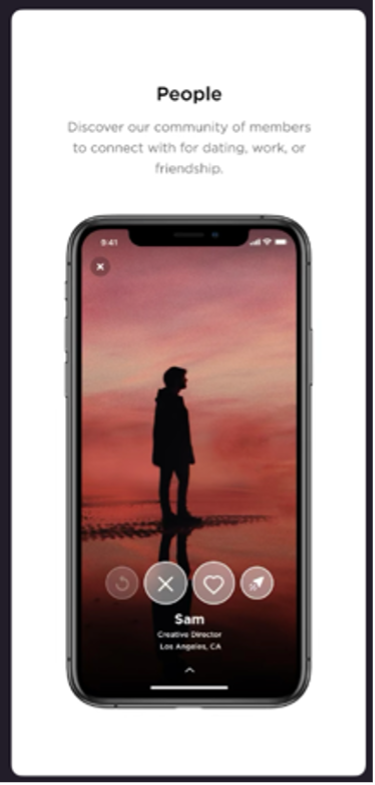 People
Discover our community of members
to connect with for dating, work, or
friendship.
9:41
Sam
Creative Director
Los Angeles, CA